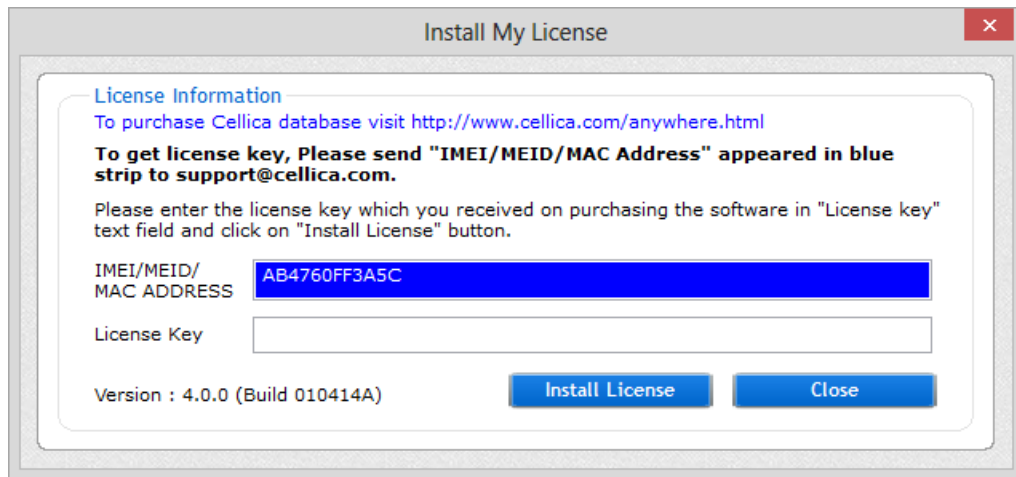 Install My License
License Information
To purchase Cellica database visit http://www.cellica.com/anywhere.html
To get license key, Please send "IMEI/MEID/MAC Address" appeared in blue
strip to support@cellica.com.
Please enter the license key which you received on purchasing the software in "License key"
text field and click on "Install License" button.
IMEI/MEID/
MAC ADDRESS
AB4760FF3A5C
License Key
Version : 4.0.0 (Build 010414A)
Install License
Close